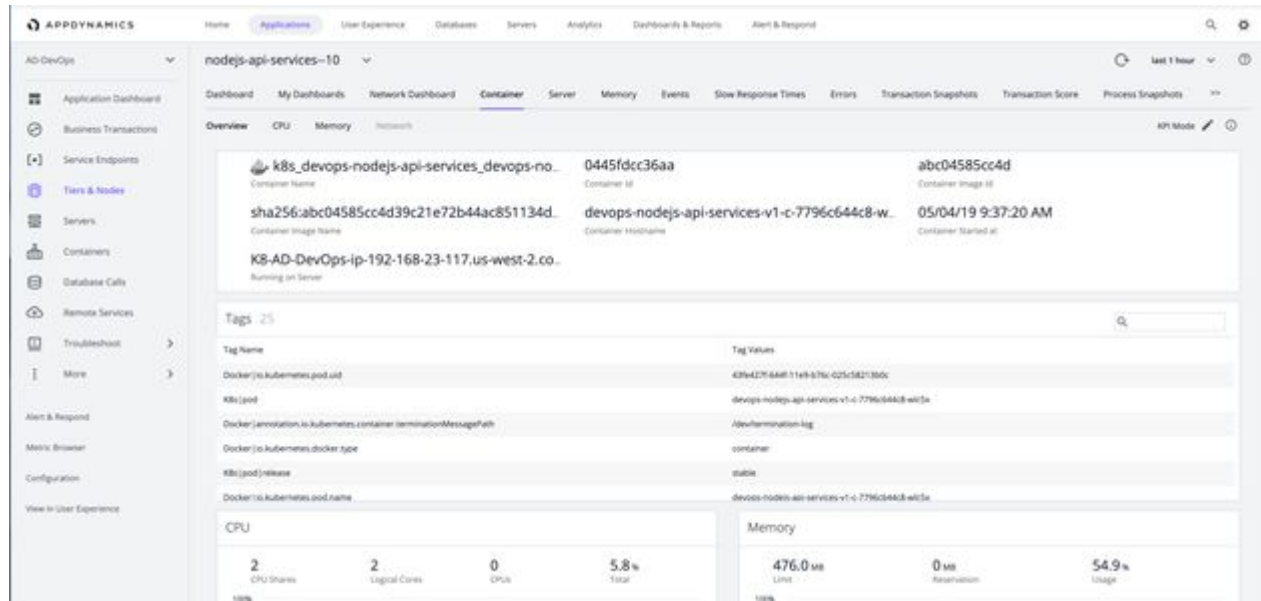 APPDYNAMICS
Home Applications User Experience Databases Servers Analytics Dashboards & Reports Alert & Respond
AD-DevOps
nodejs-api-services--10
last 1 hour
Dashboard My Dashboards Network Dashboard Container Server Memory Events Slow Response Times Errors Transaction Snapshots Transaction Score Process Snapshots >>
Overview CPU Memory Network
KPI Mode
Application Dashboard
Business Transactions
Service Endpoints
Tiers & Nodes
Servers
Containers
Database Calls
Remote Services
Troubleshoot
More
Alert & Respond
Metric Browser
Configuration
View in User Experience
k8s_devops-nodejs-api-services_devops-no..
Container Name
0445fdcc36aa
Container Id
abc04585cc4d
Container Image Id
sha256:abc04585cc4d39c21e72b44ac851134d..
Container Image Name
devops-nodejs-api-services-v1-c-7796c644c8-w..
Container Hostname
05/04/19 9:37:20 AM
Container Started at
K8-AD-DevOps-ip-192-168-23-117.us-west-2.co..
Running on Server
Tags 25
Tag Name Tag Values
Docker|io.kubernetes.pod.uid
K8s|pod
Docker|annotation.io.kubernetes.container.terminationMessagePath /dev/termination-log
Docker|io.kubernetes.docker.type container
K8s|pod|release stable
Docker|io.kubernetes.pod.name
CPU
2
CPU Shares
2
Logical Cores
0
CPUs
5.8 %
Total
100%
Memory
476.0 MB
Limit
0 MB
Reservation
54.9 %
Usage
100%